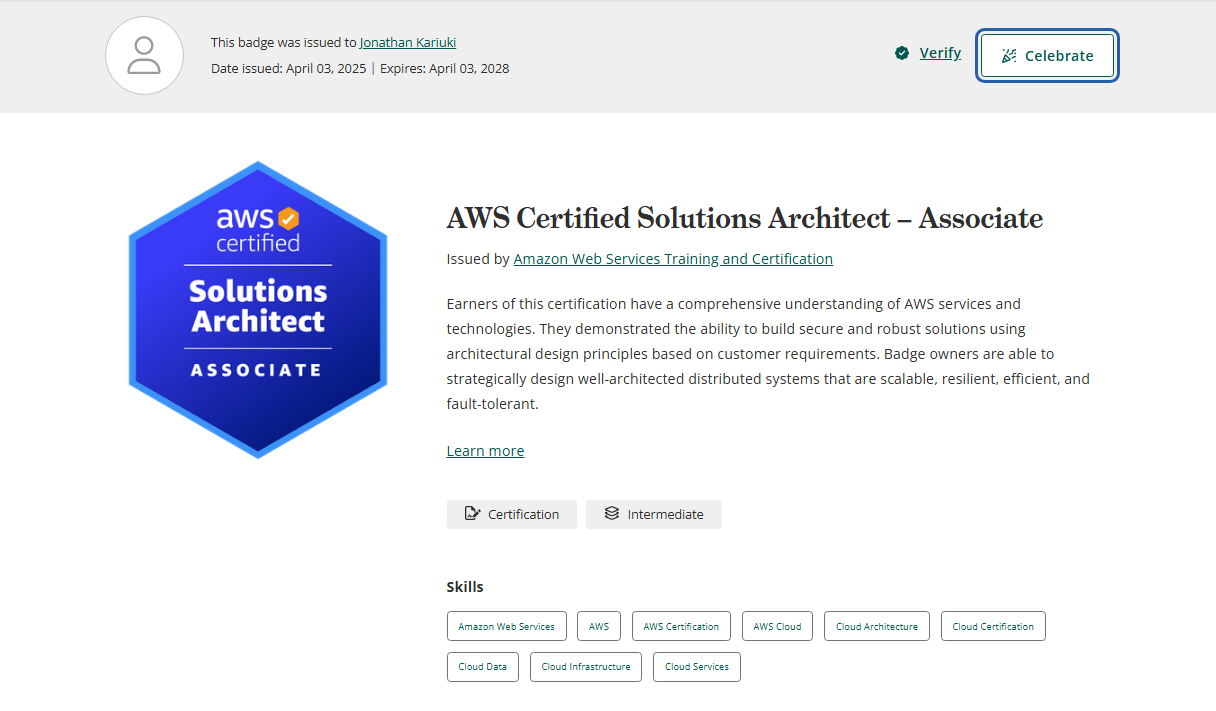 This badge was issued to Jonathan Kariuki
Date issued: April 03, 2025 | Expires: April 03, 2028
Verify
Celebrate
aws
certified
Solutions
Architect
ASSOCIATE
AWS Certified Solutions Architect – Associate
Issued by Amazon Web Services Training and Certification
Earners of this certification have a comprehensive understanding of AWS services and
technologies. They demonstrated the ability to build secure and robust solutions using
architectural design principles based on customer requirements. Badge owners are able to
strategically design well-architected distributed systems that are scalable, resilient, efficient, and
fault-tolerant.
Learn more
Certification
Intermediate
Skills
Amazon Web Services
AWS
AWS Certification
AWS Cloud
Cloud Architecture
Cloud Certification
Cloud Data
Cloud Infrastructure
Cloud Services